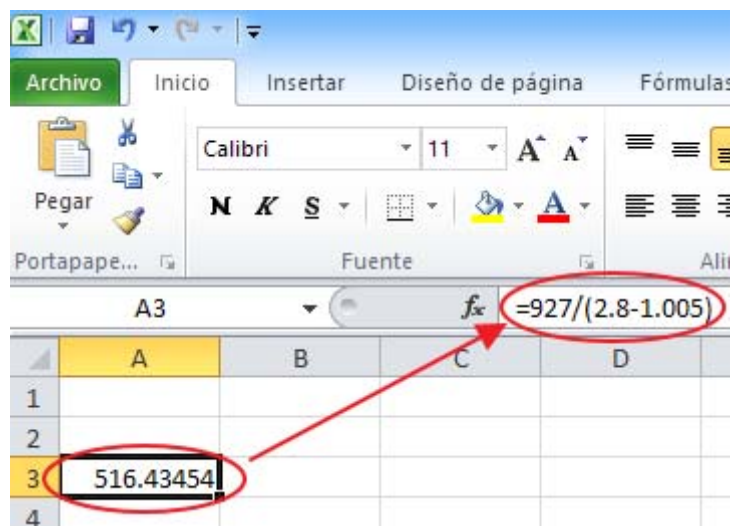 Archivo Inicio Insertar Diseño de página Fórmulas
Calibri 11 A A
Pegar N K S A
Portapape... Fuente Ali
A3 fx =927/(2.8-1.005)
A B C D
1
2
3 516.43454
4